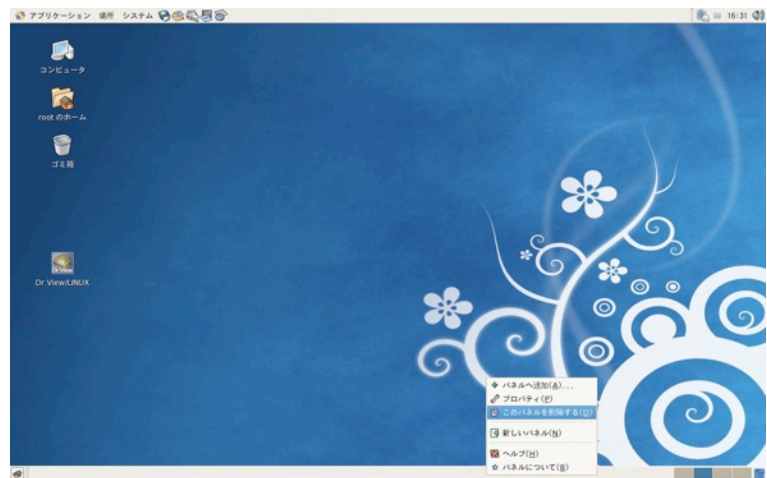 アプリケーション 場所 システム
16:31
コンピュータ
root のホーム
ゴミ箱
Dr.View
Dr.View/LINUX
パネルへ追加(A)...
プロパティ(P)
このパネルを削除する(D)
新しいパネル(N)
ヘルプ(H)
パネルについて(B)